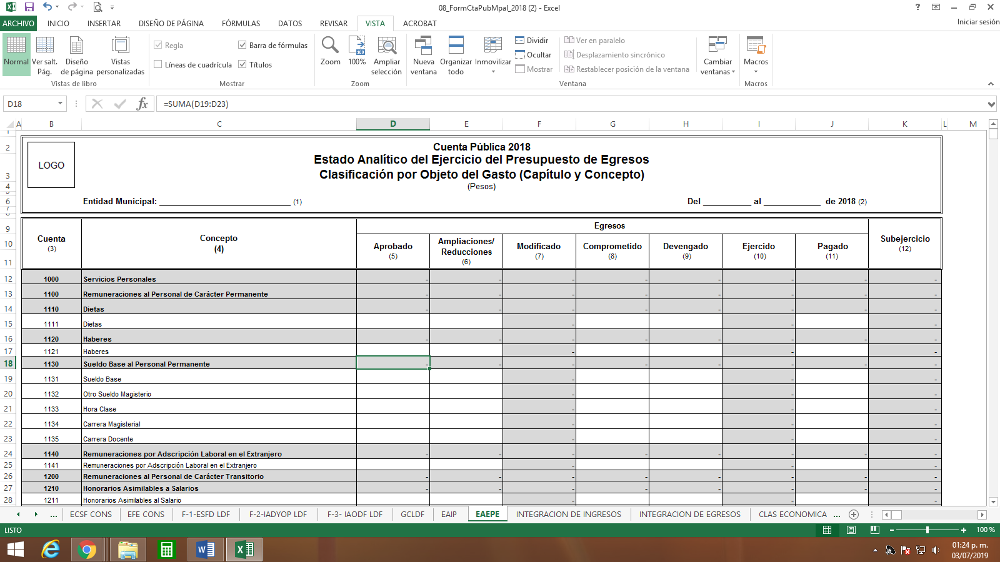 08_FormCtaPubMpal_2018 (2) - Excel
?
ARCHIVO INICIO INSERTAR DISEÑO DE PÁGINA FÓRMULAS DATOS REVISAR VISTA ACROBAT Iniciar sesión
Normal
Ver salt. Pág.
Diseño de página
Vistas personalizadas
Vistas de libro
Regla
Barra de fórmulas
Líneas de cuadrícula
Títulos
Mostrar
Zoom
100
100%
Ampliar selección
Zoom
Nueva ventana
Organizar todo
Inmovilizar
Dividir
Ocultar
Mostrar
Ver en paralelo
Desplazamiento sincrónico
Restablecer posición de la ventana
Cambiar ventanas
Ventana
Macros
Macros
D18 fx =SUMA(D19:D23)
A B C D E F G H I J K L M
LOGO
Cuenta Pública 2018
Estado Analítico del Ejercicio del Presupuesto de Egresos
Clasificación por Objeto del Gasto (Capítulo y Concepto)
(Pesos)
Entidad Municipal: ____________________________ (1)
Del __________ al ____________ de 2018 (2)
Cuenta
(3)
Concepto
(4)
Egresos
Aprobado
(5)
Ampliaciones/
Reducciones
(6)
Modificado
(7)
Comprometido
(8)
Devengado
(9)
Ejercido
(10)
Pagado
(11)
Subejercicio
(12)
2
3
4
6
7
9
10
11
12 1000 Servicios Personales - - - - - - - -
13 1100 Remuneraciones al Personal de Carácter Permanente - - - - - - - -
14 1110 Dietas - - - - - - - -
15 1111 Dietas - - -
16 1120 Haberes - - - - - - - -
17 1121 Haberes - - -
18 1130 Sueldo Base al Personal Permanente - - - - - - - -
19 1131 Sueldo Base - - -
20 1132 Otro Sueldo Magisterio - - -
21 1133 Hora Clase - - -
22 1134 Carrera Magisterial - - -
23 1135 Carrera Docente - - -
24 1140 Remuneraciones por Adscripción Laboral en el Extranjero - - - - - - - -
25 1141 Remuneraciones por Adscripción Laboral en el Extranjero - - -
26 1200 Remuneraciones al Personal de Carácter Transitorio - - - - - - - -
27 1210 Honorarios Asimilables a Salarios - - - - - - - -
28 1211 Honorarios Asimilables al Salario - - -
... ECSF CONS EFE CONS F-1-ESFD LDF F-2-IADYOP LDF F-3- IAODF LDF GCLDF EAIP EAEPE INTEGRACION DE INGRESOS INTEGRACION DE EGRESOS CLAS ECONOMICA ...
LISTO 100 %
01:24 p. m.
03/07/2019